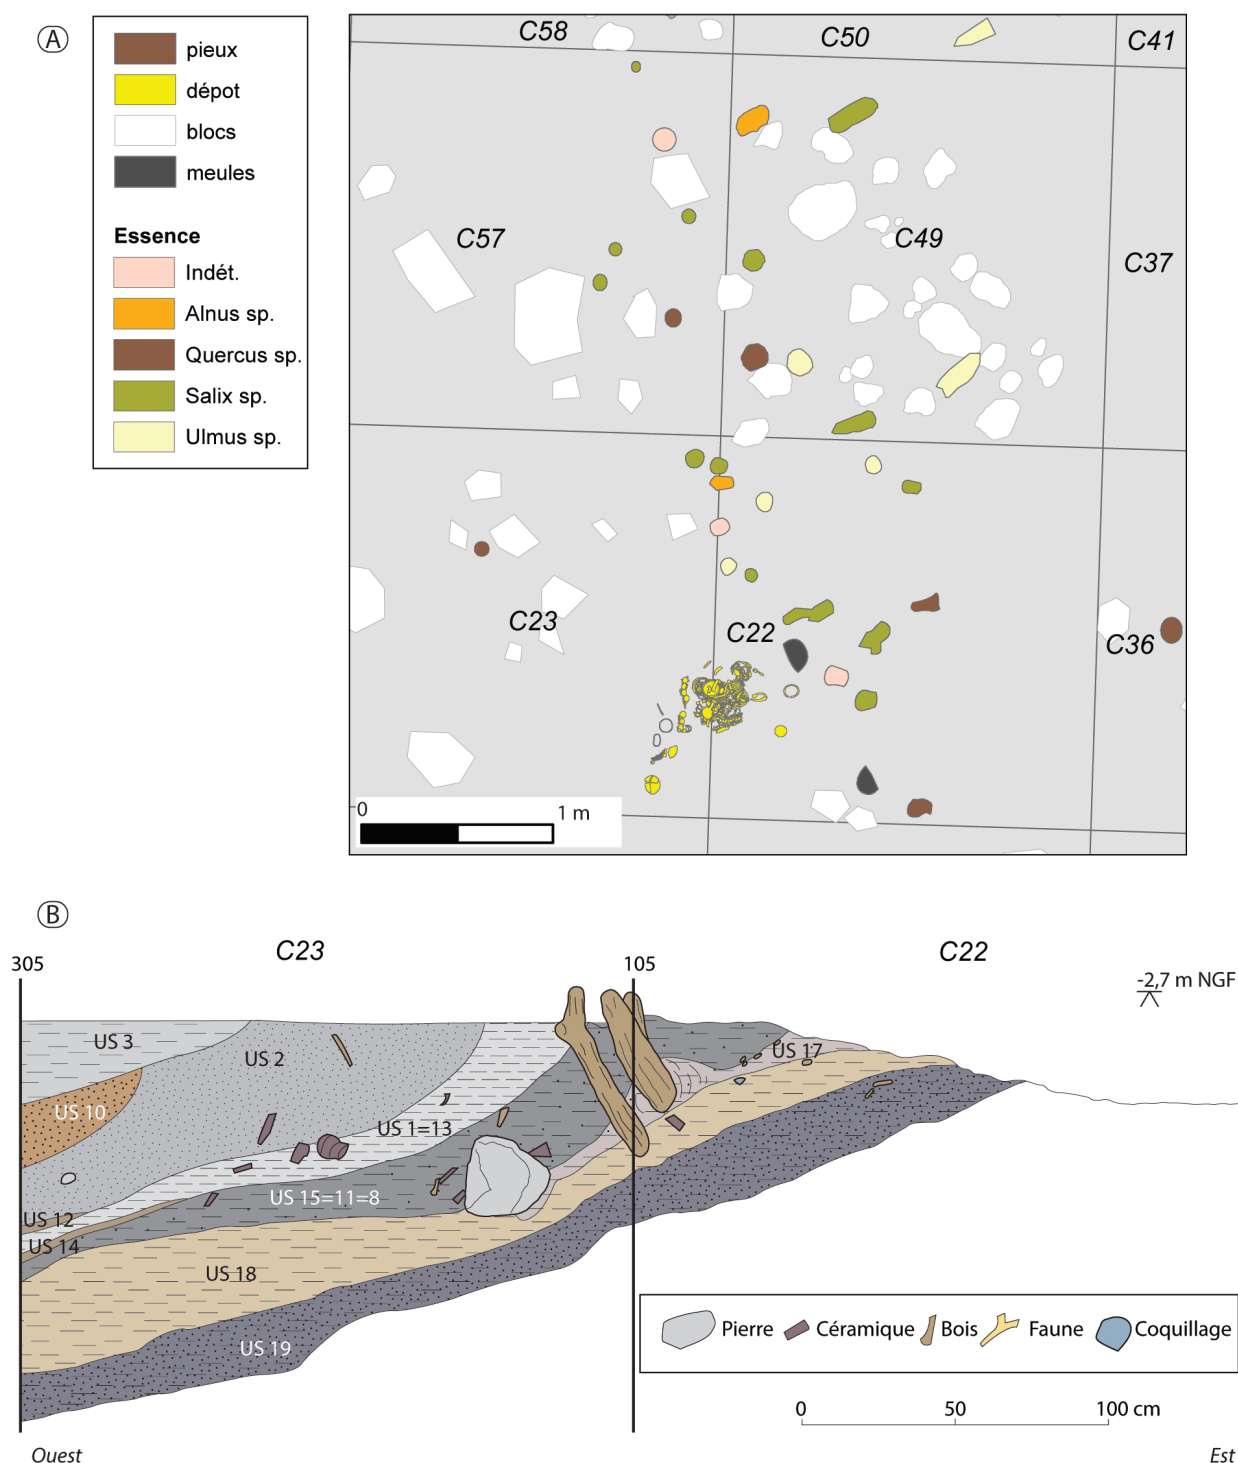 A
pieux
dépot
blocs
meules
Essence
Indét.
Alnus sp.
Quercus sp.
Salix sp.
Ulmus sp.
C58
C50
C41
C57
C49
C37
C23
C22
C36
0
1 m
B
C23
C22
305
105
-2,7 m NGF
US 3
US 2
US 17
US 10
US 1=13
US 15=11=8
US 12
US 14
US 18
US 19
Pierre
Céramique
Bois
Faune
Coquillage
0
50
100 cm
Ouest
Est